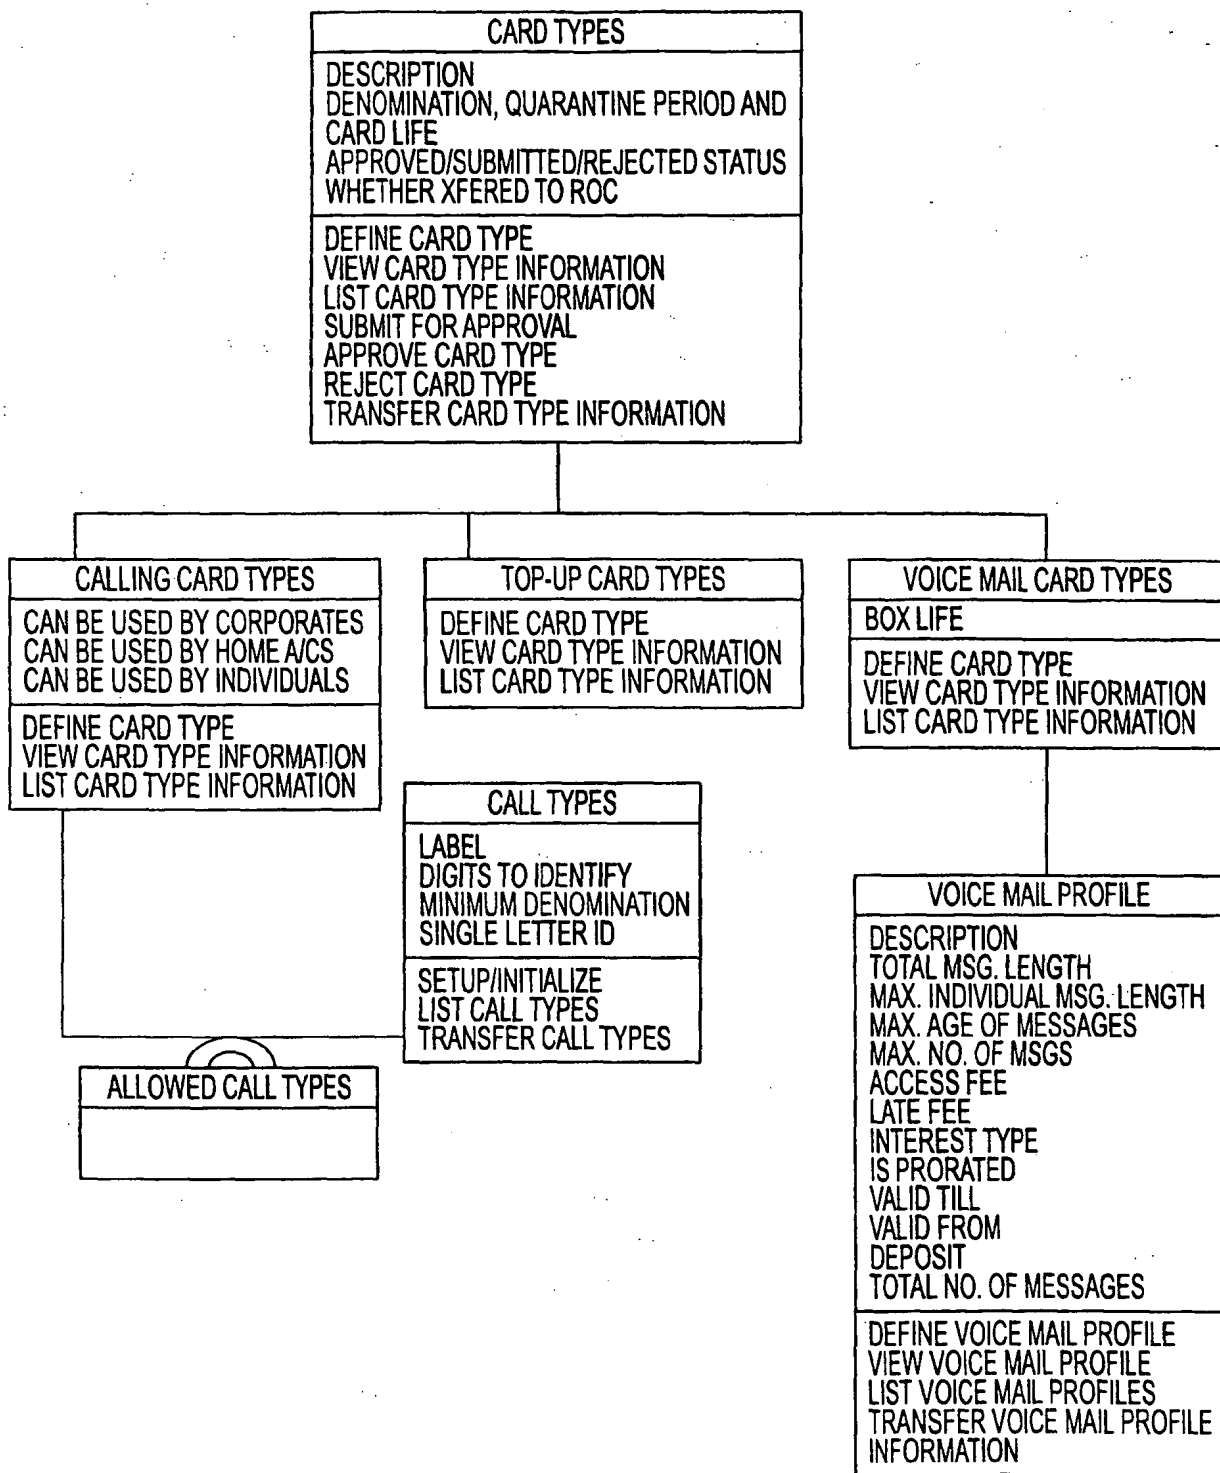 CARD TYPES
DESCRIPTION
DENOMINATION, QUARANTINE PERIOD AND
CARD LIFE
APPROVED/SUBMITTED/REJECTED STATUS
WHETHER XFERED TO ROC
DEFINE CARD TYPE
VIEW CARD TYPE INFORMATION
LIST CARD TYPE INFORMATION
SUBMIT FOR APPROVAL
APPROVE CARD TYPE
REJECT CARD TYPE
TRANSFER CARD TYPE INFORMATION
CALLING CARD TYPES
CAN BE USED BY CORPORATES
CAN BE USED BY HOME A/CS
CAN BE USED BY INDIVIDUALS
DEFINE CARD TYPE
VIEW CARD TYPE INFORMATION
LIST CARD TYPE INFORMATION
TOP-UP CARD TYPES
DEFINE CARD TYPE
VIEW CARD TYPE INFORMATION
LIST CARD TYPE INFORMATION
VOICE MAIL CARD TYPES
BOX LIFE
DEFINE CARD TYPE
VIEW CARD TYPE INFORMATION
LIST CARD TYPE INFORMATION
CALL TYPES
LABEL
DIGITS TO IDENTIFY
MINIMUM DENOMINATION
SINGLE LETTER ID
SETUP/INITIALIZE
LIST CALL TYPES
TRANSFER CALL TYPES
ALLOWED CALL TYPES
VOICE MAIL PROFILE
DESCRIPTION
TOTAL MSG. LENGTH
MAX. INDIVIDUAL MSG. LENGTH
MAX. AGE OF MESSAGES
MAX. NO. OF MSGS
ACCESS FEE
LATE FEE
INTEREST TYPE
IS PRORATED
VALID TILL
VALID FROM
DEPOSIT
TOTAL NO. OF MESSAGES
DEFINE VOICE MAIL PROFILE
VIEW VOICE MAIL PROFILE
LIST VOICE MAIL PROFILES
TRANSFER VOICE MAIL PROFILE
INFORMATION